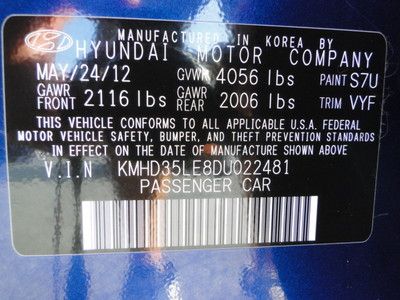 MANUFACTURED IN KOREA BY
HYUNDAI MOTOR COMPANY
MAY/24/12 GVWR 4056 lbs PAINT S7U
GAWR FRONT 2116 lbs GAWR REAR 2006 lbs TRIM VYF
THIS VEHICLE CONFORMS TO ALL APPLICABLE U.S.A. FEDERAL
MOTOR VEHICLE SAFETY, BUMPER, AND THEFT PREVENTION STANDARDS
IN EFFECT ON THE DATE OF MANUFACTURE SHOWN ABOVE
V.I.N KMHD35LE8DU022481
PASSENGER CAR